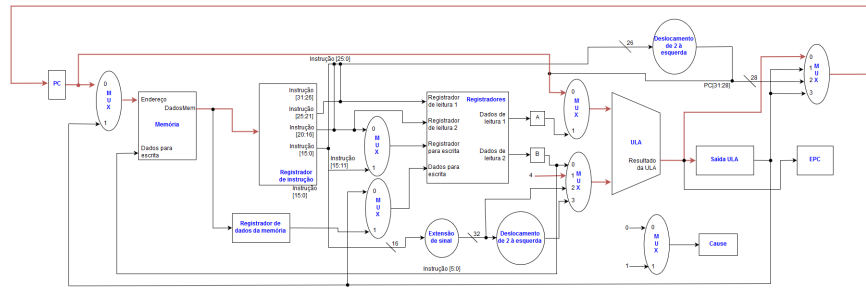 Instrução [25:0]
26
Deslocamento
de 2 à
esquerda
PC
0
M
U
X
1
Endereço
DadosMem
Memória
Dados para
escrita
Instrução
[31:26]
Instrução
[25:21]
Instrução
[20:16]
Instrução
[15:0]
Registrador
de instrução
Instrução
[15:11]
Instrução
[15:0]
0
M
U
X
1
0
M
U
X
1
Registrador
de leitura 1
Registradores
Registrador
de leitura 2
Registrador
para escrita
Dados para
escrita
Dados de
leitura 1
Dados de
leitura 2
A
B
4
0
M
U
X
1
0
1 M
U
2 X
3
ULA
Resultado
da ULA
PC[31:28]
28
0
1 M
U
2 X
3
Saída ULA
EPC
Registrador de
dados da memória
16
Extensão
de sinal
32
Deslocamento
de 2 à esquerda
Instrução [5:0]
0
1
0
M
U
X
1
Cause